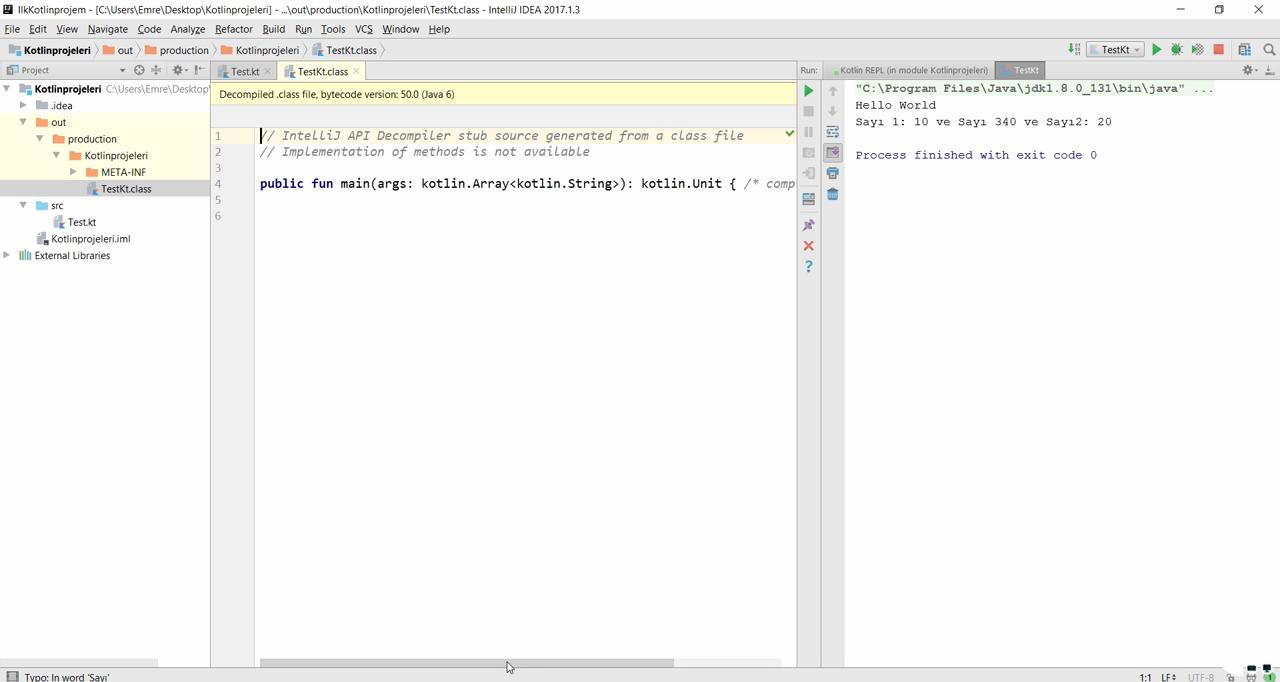 IlkKotlinprojem - [C:\Users\Emre\Desktop\Kotlinprojeleri] - ...\out\production\Kotlinprojeleri\TestKt.class - IntelliJ IDEA 2017.1.3
File Edit View Navigate Code Analyze Refactor Build Run Tools VCS Window Help
Kotlinprojeleri out production Kotlinprojeleri TestKt.class TestKt
Project Test.kt TestKt.class Run: Kotlin REPL (in module Kotlinprojeleri) TestKt
Kotlinprojeleri C:\Users\Emre\Desktop\
.idea
out
production
Kotlinprojeleri
META-INF
TestKt.class
src
Test.kt
Kotlinprojeleri.iml
External Libraries
Decompiled .class file, bytecode version: 50.0 (Java 6)
1 // IntelliJ API Decompiler stub source generated from a class file
2 // Implementation of methods is not available
3
4 public fun main(args: kotlin.Array<kotlin.String>): kotlin.Unit { /* comp
5
6
"C:\Program Files\Java\jdk1.8.0_131\bin\java" ...
Hello World
Sayı 1: 10 ve Sayı 340 ve Sayı2: 20
Process finished with exit code 0
Typo: In word 'Sayı' 1:1 LF UTF-8 1